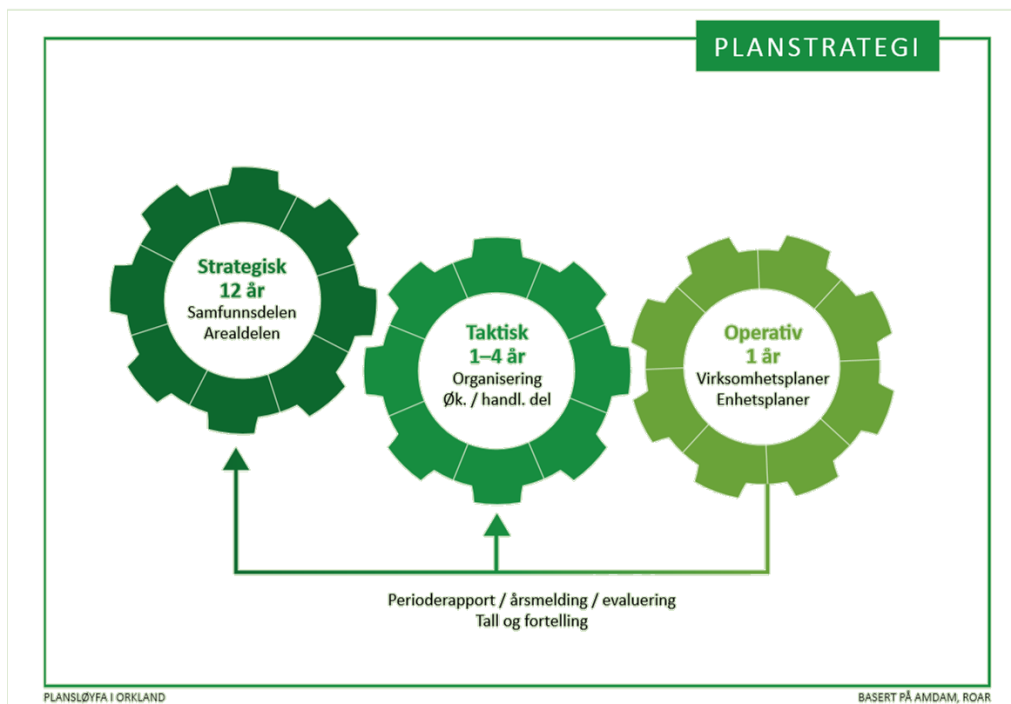 PLANSTRATEGI
Strategisk
12 år
Samfunnsdelen
Arealdelen
Taktisk
1–4 år
Organisering
Øk. / handl. del
Operativ
1 år
Virksomhetsplaner
Enhetsplaner
Perioderapport / årsmelding / evaluering
Tall og fortelling
PLANSLØYFA I ORKLAND
BASERT PÅ AMDAM, ROAR